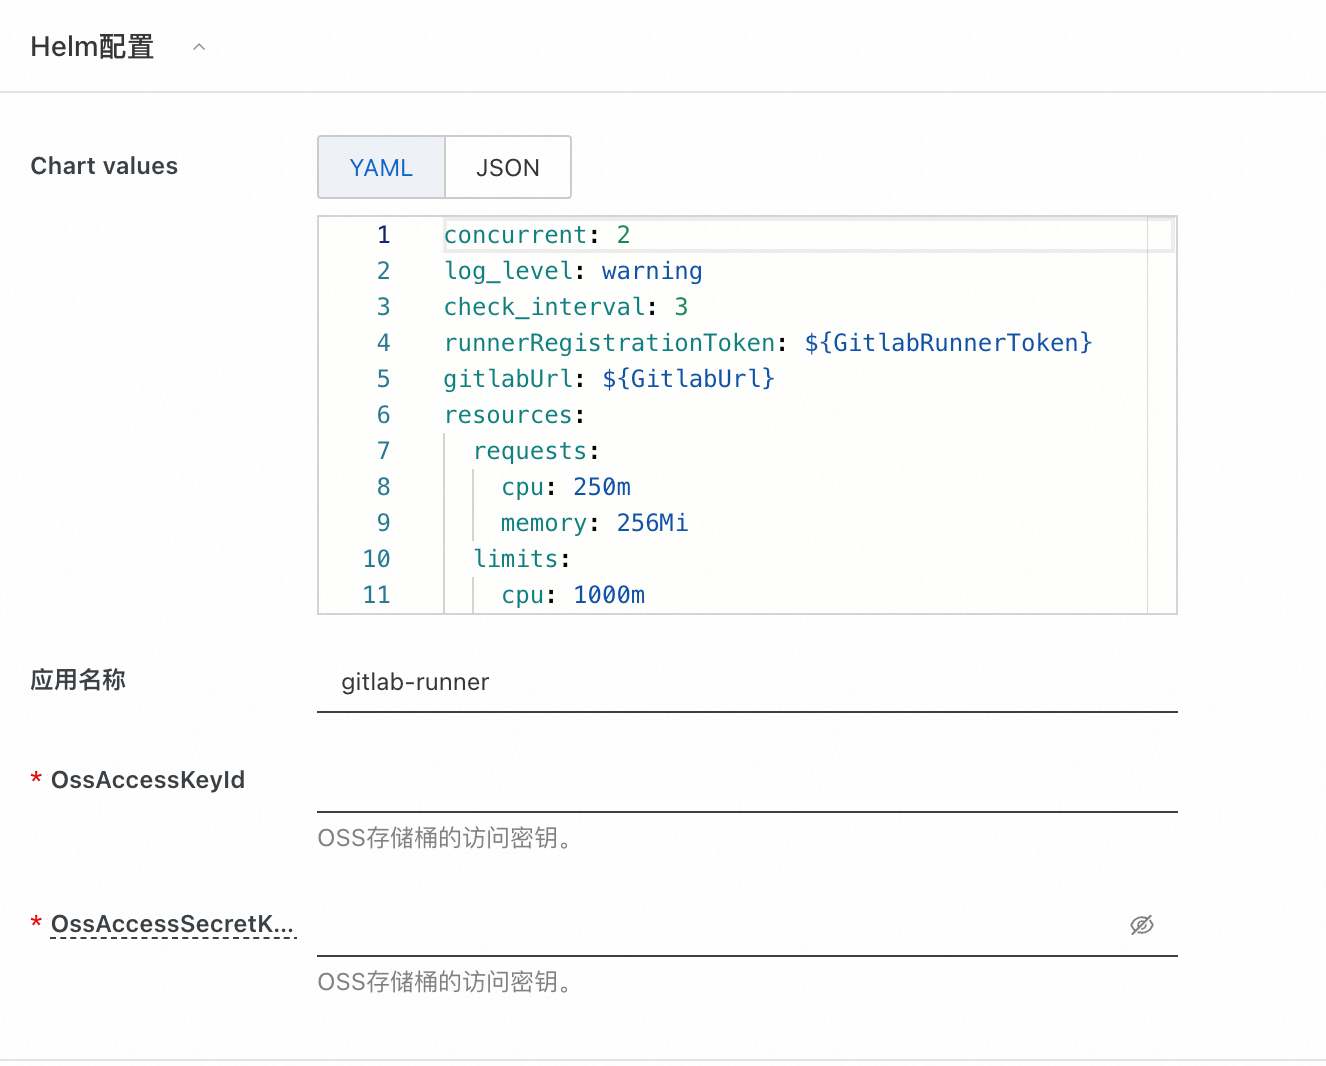 Helm配置
Chart values
YAML
JSON
1 concurrent: 2
2 log_level: warning
3 check_interval: 3
4 runnerRegistrationToken: ${GitlabRunnerToken}
5 gitlabUrl: ${GitlabUrl}
6 resources:
7 requests:
8 cpu: 250m
9 memory: 256Mi
10 limits:
11 cpu: 1000m
应用名称
gitlab-runner
* OssAccessKeyId
OSS存储桶的访问密钥。
* OssAccessSecretK...
OSS存储桶的访问密钥。